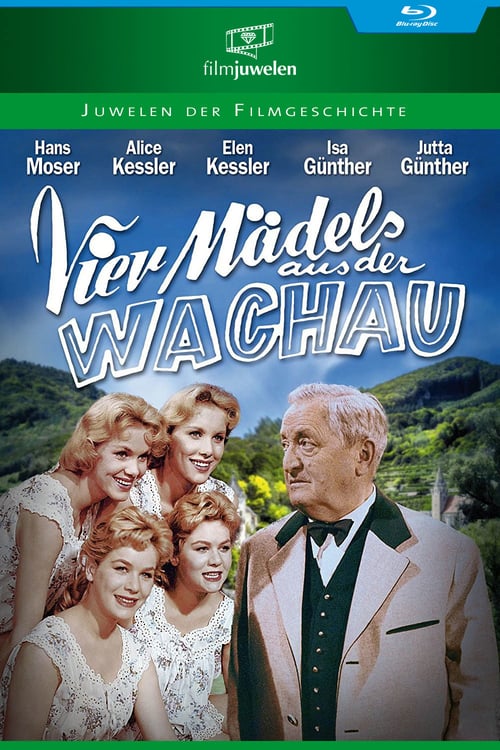 Blu-ray Disc
filmjuwelen
JUWELEN DER FILMGESCHICHTE
Hans Moser
Alice Kessler
Elen Kessler
Isa Günther
Jutta Günther
Vier Mädels
aus der
WACHAU